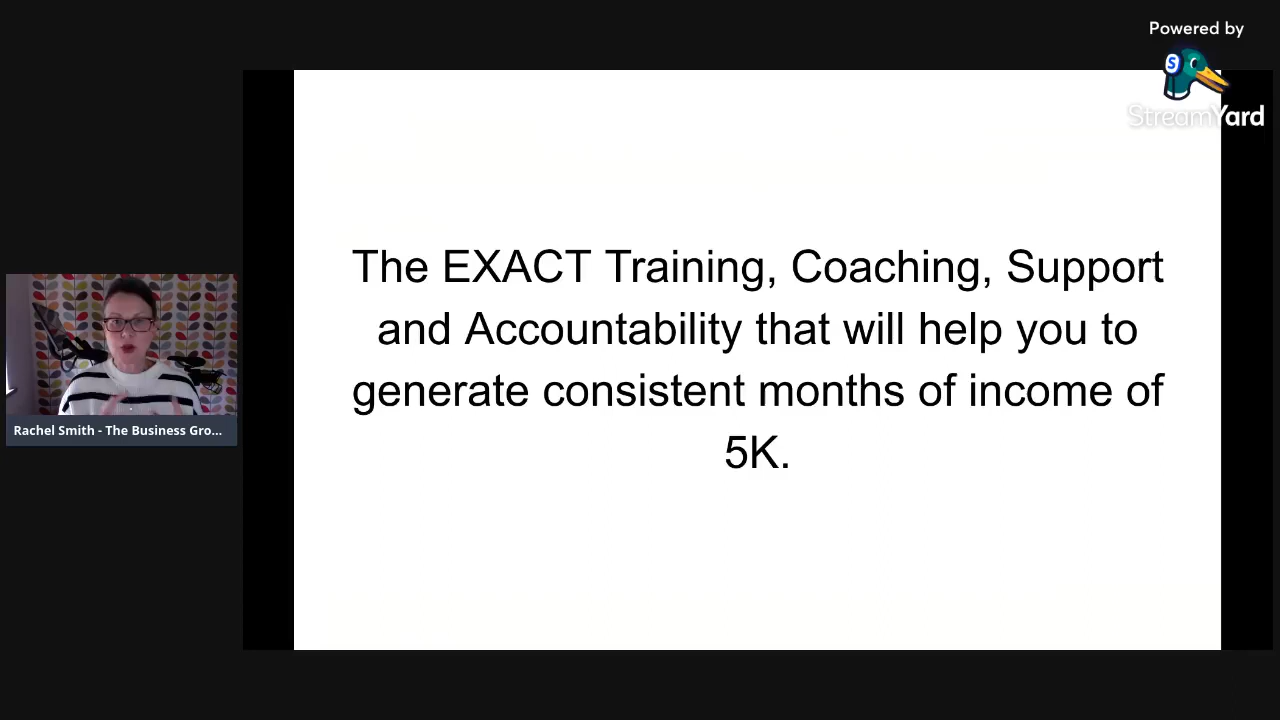 Powered by
StreamYard
The EXACT Training, Coaching, Support
and Accountability that will help you to
generate consistent months of income of
5K.
Rachel Smith - The Business Gro...